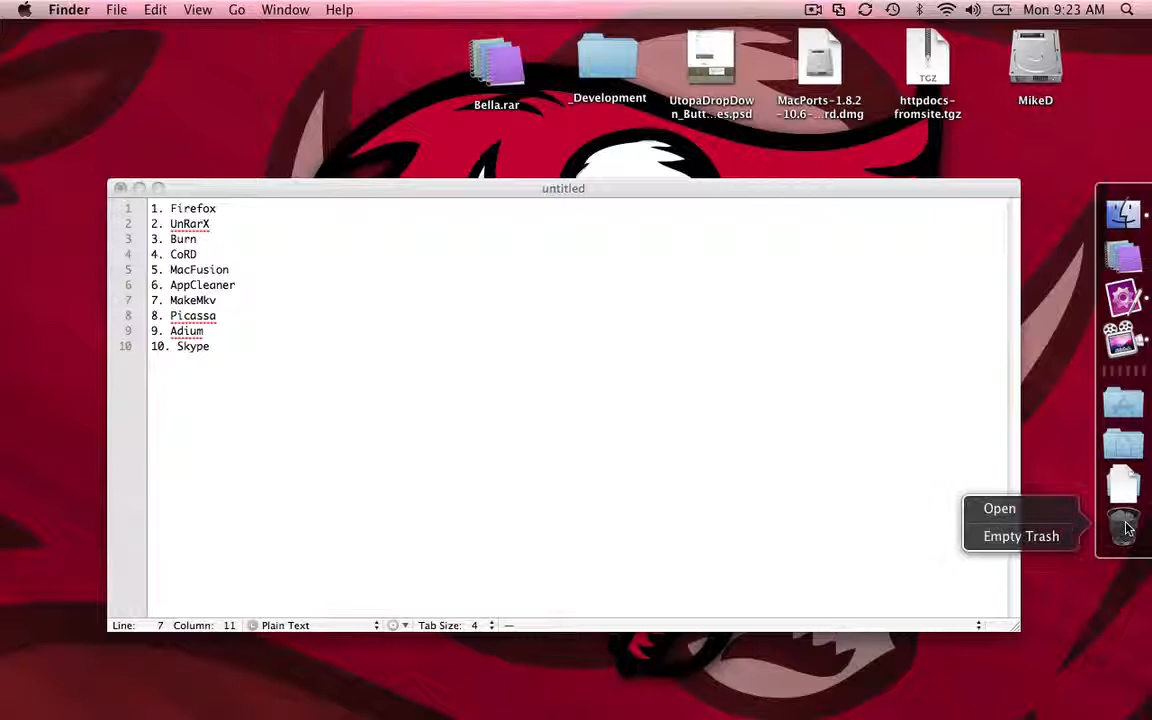 Finder File Edit View Go Window Help Mon 9:23 AM
Bella.rar
_Development
UtopaDropDow
n_Butt...es.psd
MacPorts-1.8.2
-10.6-...rd.dmg
TGZ
httpdocs-
fromsite.tgz
MikeD
untitled
1 1. Firefox
2 2. UnRarX
3 3. Burn
4 4. CoRD
5 5. MacFusion
6 6. AppCleaner
7 7. MakeMkv
8 8. Picassa
9 9. Adium
10 10. Skype
Open
Empty Trash
Line: 7 Column: 11 Plain Text Tab Size: 4 —